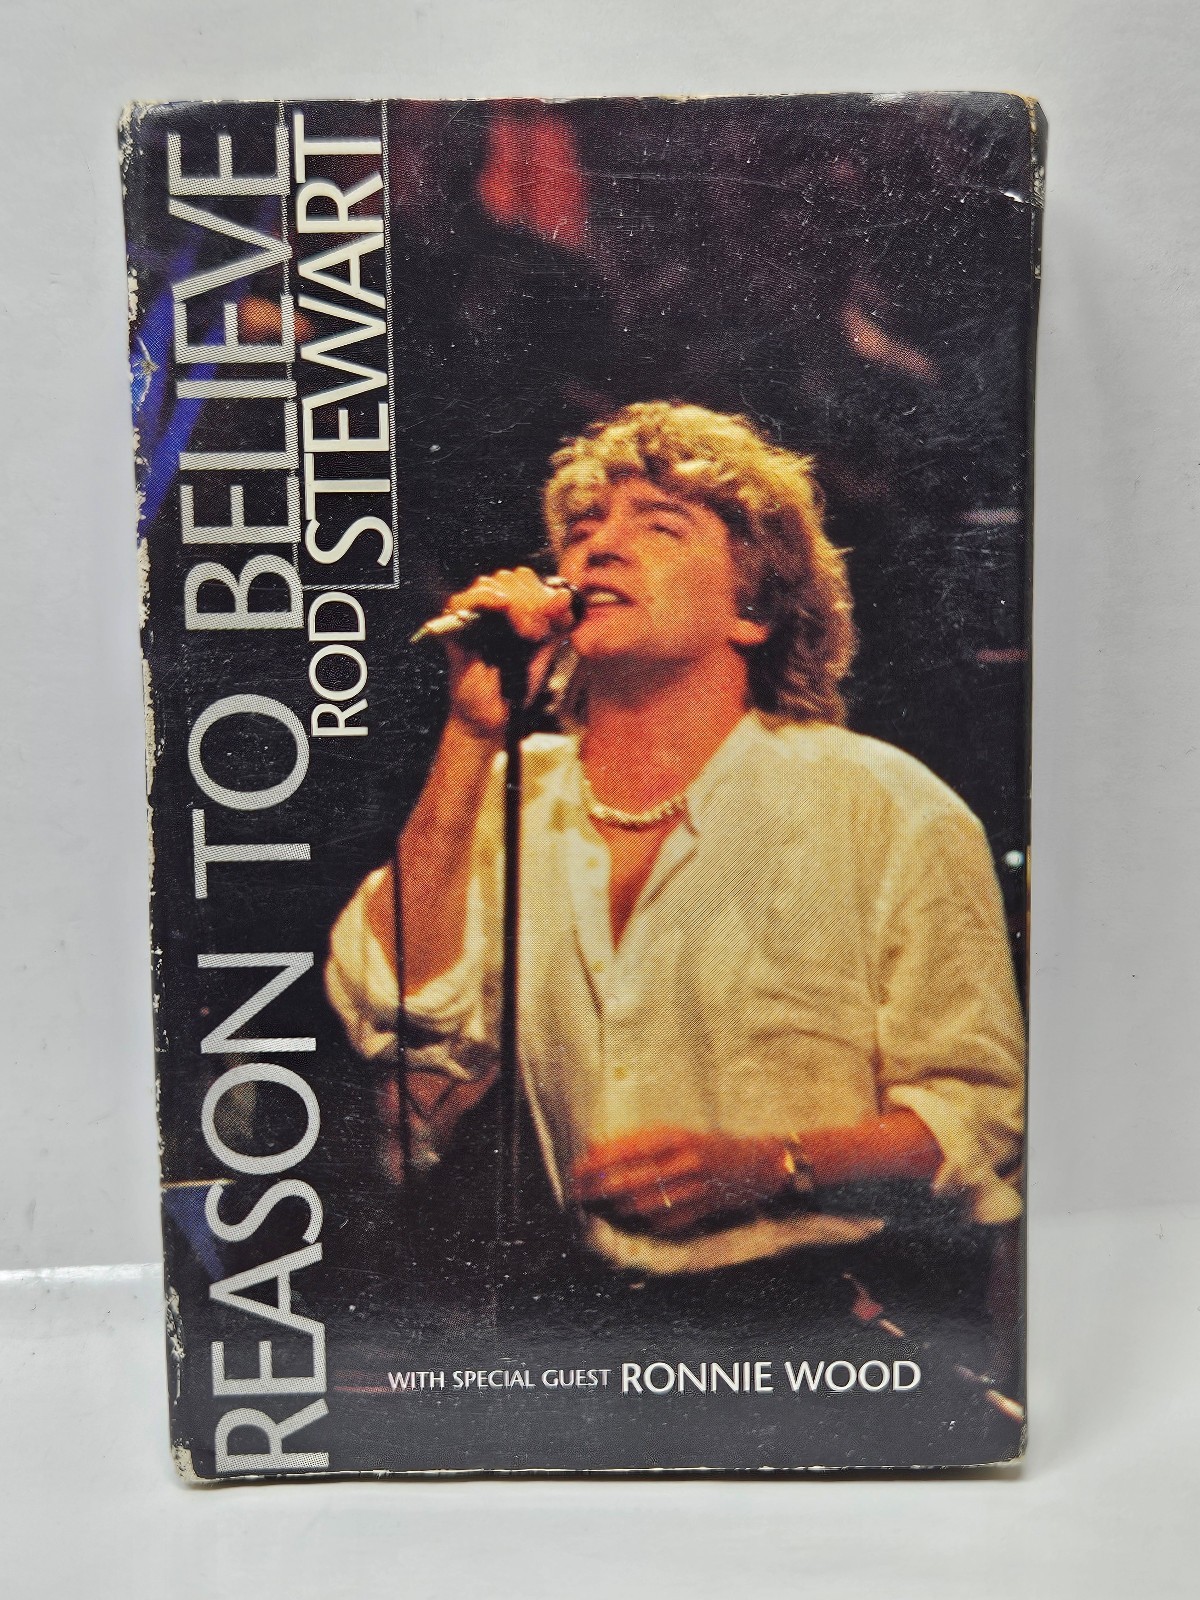 REASON TO BELIEVE
ROD STEWART
WITH SPECIAL GUEST RONNIE WOOD